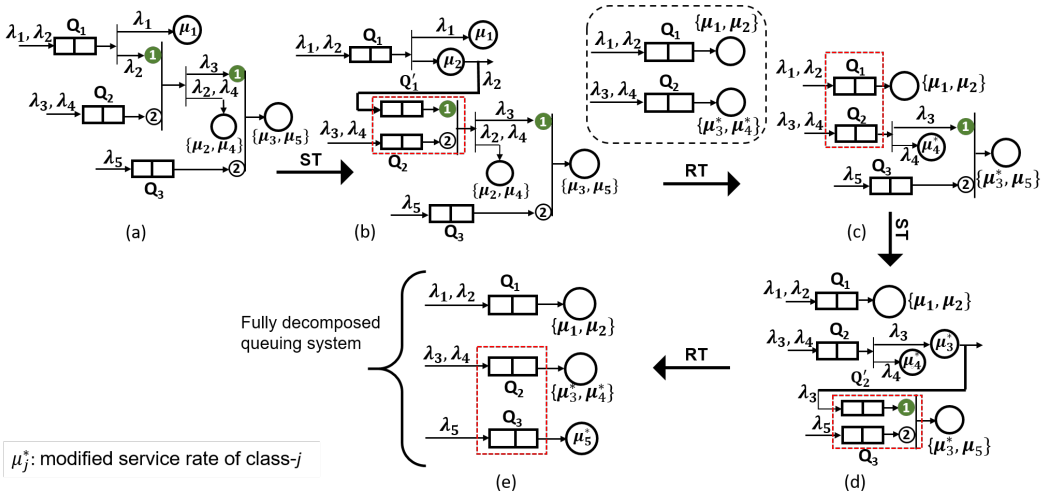 Q₁
λ₁, λ₂
λ₁
μ₁
1
λ₂
λ₃, λ₄
Q₂
2
λ₃
1
λ₂, λ₄
{μ₂, μ₄}
{μ₃, μ₅}
λ₅
2
Q₃
(a)
ST
λ₁, λ₂
Q₁
λ₁
μ₁
μ₂
λ₂
Q₁′
1
λ₃, λ₄
2
Q₂
λ₃
1
λ₂, λ₄
{μ₂, μ₄}
{μ₃, μ₅}
λ₅
2
Q₃
(b)
{μ₁, μ₂}
λ₁, λ₂
Q₁
λ₃, λ₄
Q₂
{μ₃*, μ₄*}
RT
λ₁, λ₂
Q₁
{μ₁, μ₂}
λ₃, λ₄
Q₂
λ₃
1
λ₄
μ₄*
{μ₃*, μ₅}
λ₅
Q₃
2
(c)
ST
λ₁, λ₂
Q₁
{μ₁, μ₂}
λ₃, λ₄
Q₂
λ₃
μ₃*
λ₄
μ₄*
Q₂′
λ₃
1
λ₅
2
{μ₃*, μ₅}
Q₃
(d)
RT
Fully decomposed
queuing system
λ₁, λ₂
Q₁
{μ₁, μ₂}
λ₃, λ₄
Q₂
{μ₃*, μ₄*}
λ₅
Q₃
μ₅*
(e)
μⱼ*: modified service rate of class-j